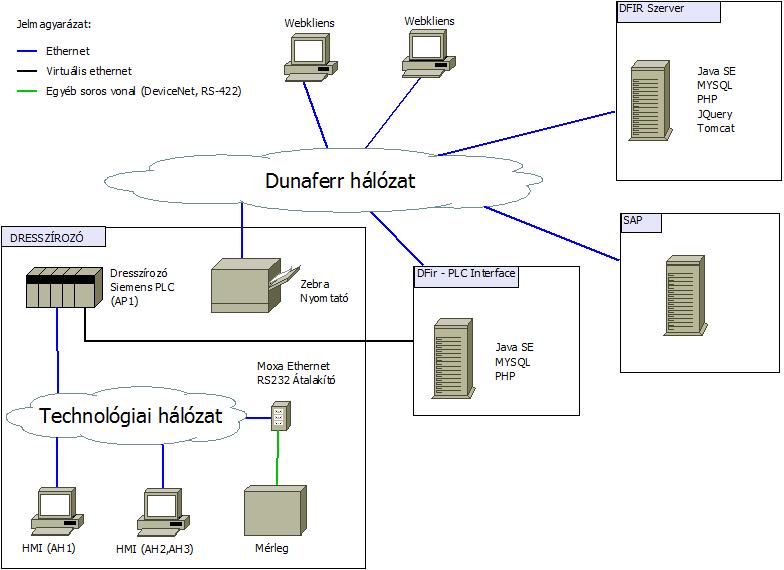 Jelmagyarázat:
Ethernet
Virtuális ethernet
Egyéb soros vonal (DeviceNet, RS-422)
Webkliens
Webkliens
DFIR Szerver
Java SE
MYSQL
PHP
JQuery
Tomcat
Dunaferr hálózat
SAP
DRESSZÍROZÓ
Dresszírozó
Siemens PLC
(AP1)
Zebra
Nyomtató
DFir - PLC Interface
Java SE
MYSQL
PHP
Moxa Ethernet
RS232 Átalakító
Technológiai hálózat
HMI (AH1)
HMI (AH2,AH3)
Mérleg